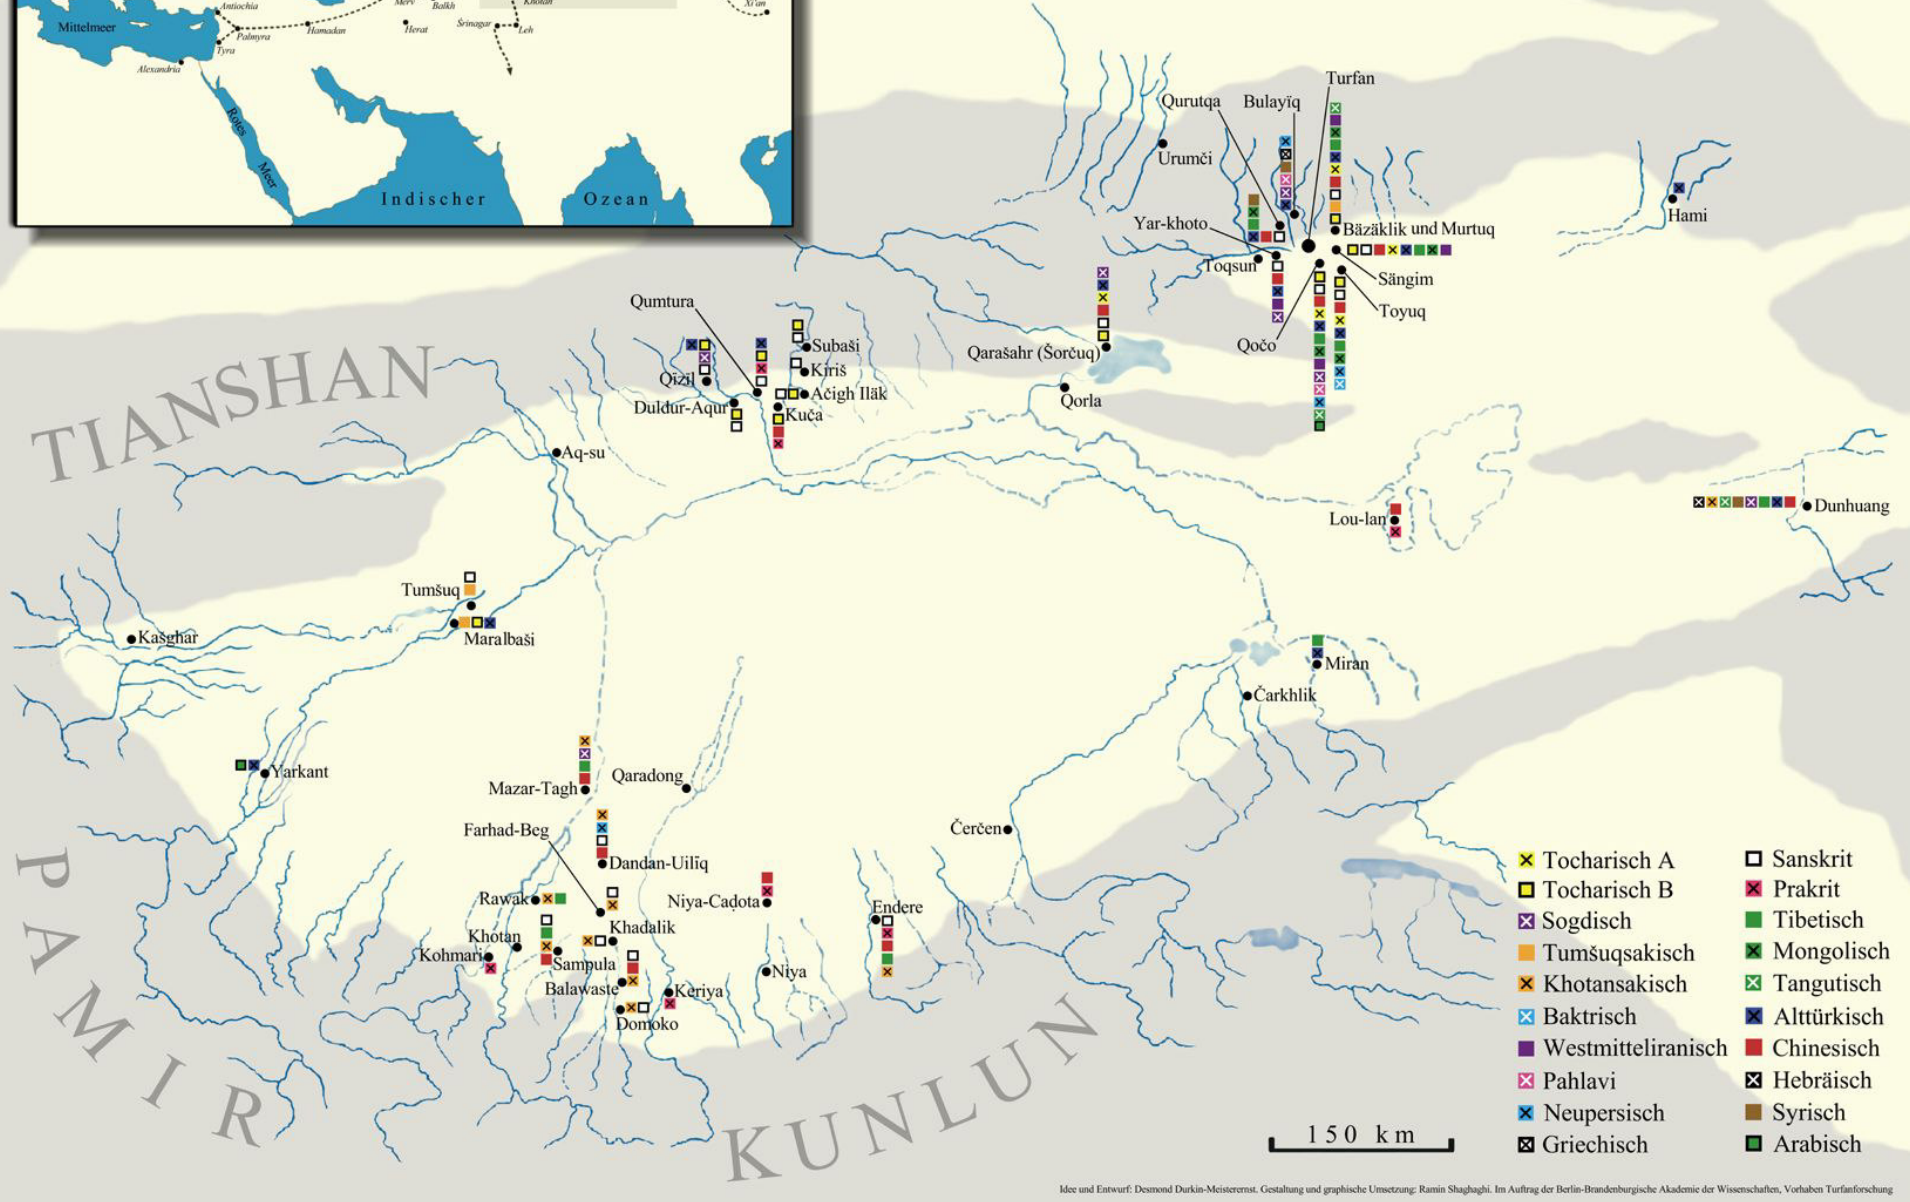 Antiochia
Merv
Balkh
Khotan
Xi'an
Mittelmeer
Palmyra
Hamadan
Herat
Srinagar
Leh
Tyra
Alexandria
Rotes
Meer
Indischer
Ozean
Turfan
Qurutqa
Bulayïq
Urumči
Hami
Yar-khoto
Bäzäklik und Murtuq
Toqsun
Sängim
Toyuq
Qočo
Qumtura
Subaši
Qarašahr (Šorčuq)
Kiriš
Qïzïl
Ačigh Iläk
Duldur-Aqur
Kuča
Qorla
TIANSHAN
Aq-su
Dunhuang
Lou-lan
Tumšuq
Kašghar
Maralbaši
Miran
Čarkhlik
Yarkant
Mazar-Tagh
Qaradong
Farhad-Beg
Čerčen
Dandan-Uilïq
Rawak
Niya-Caḍota
Endere
Khadalik
Khotan
Kohmari
Sampula
Balawaste
Niya
Keriya
Domoko
PAMIR
KUNLUN
Tocharisch A
Tocharisch B
Sogdisch
Tumšuqsakisch
Khotansakisch
Baktrisch
Westmitteliranisch
Pahlavi
Neupersisch
Griechisch
Sanskrit
Prakrit
Tibetisch
Mongolisch
Tangutisch
Alttürkisch
Chinesisch
Hebräisch
Syrisch
Arabisch
150 km
Idee und Entwurf: Desmond Durkin-Meisterernst. Gestaltung und graphische Umsetzung: Ramin Shaghaghi. Im Auftrag der Berlin-Brandenburgische Akademie der Wissenschaften, Vorhaben Turfanforschung